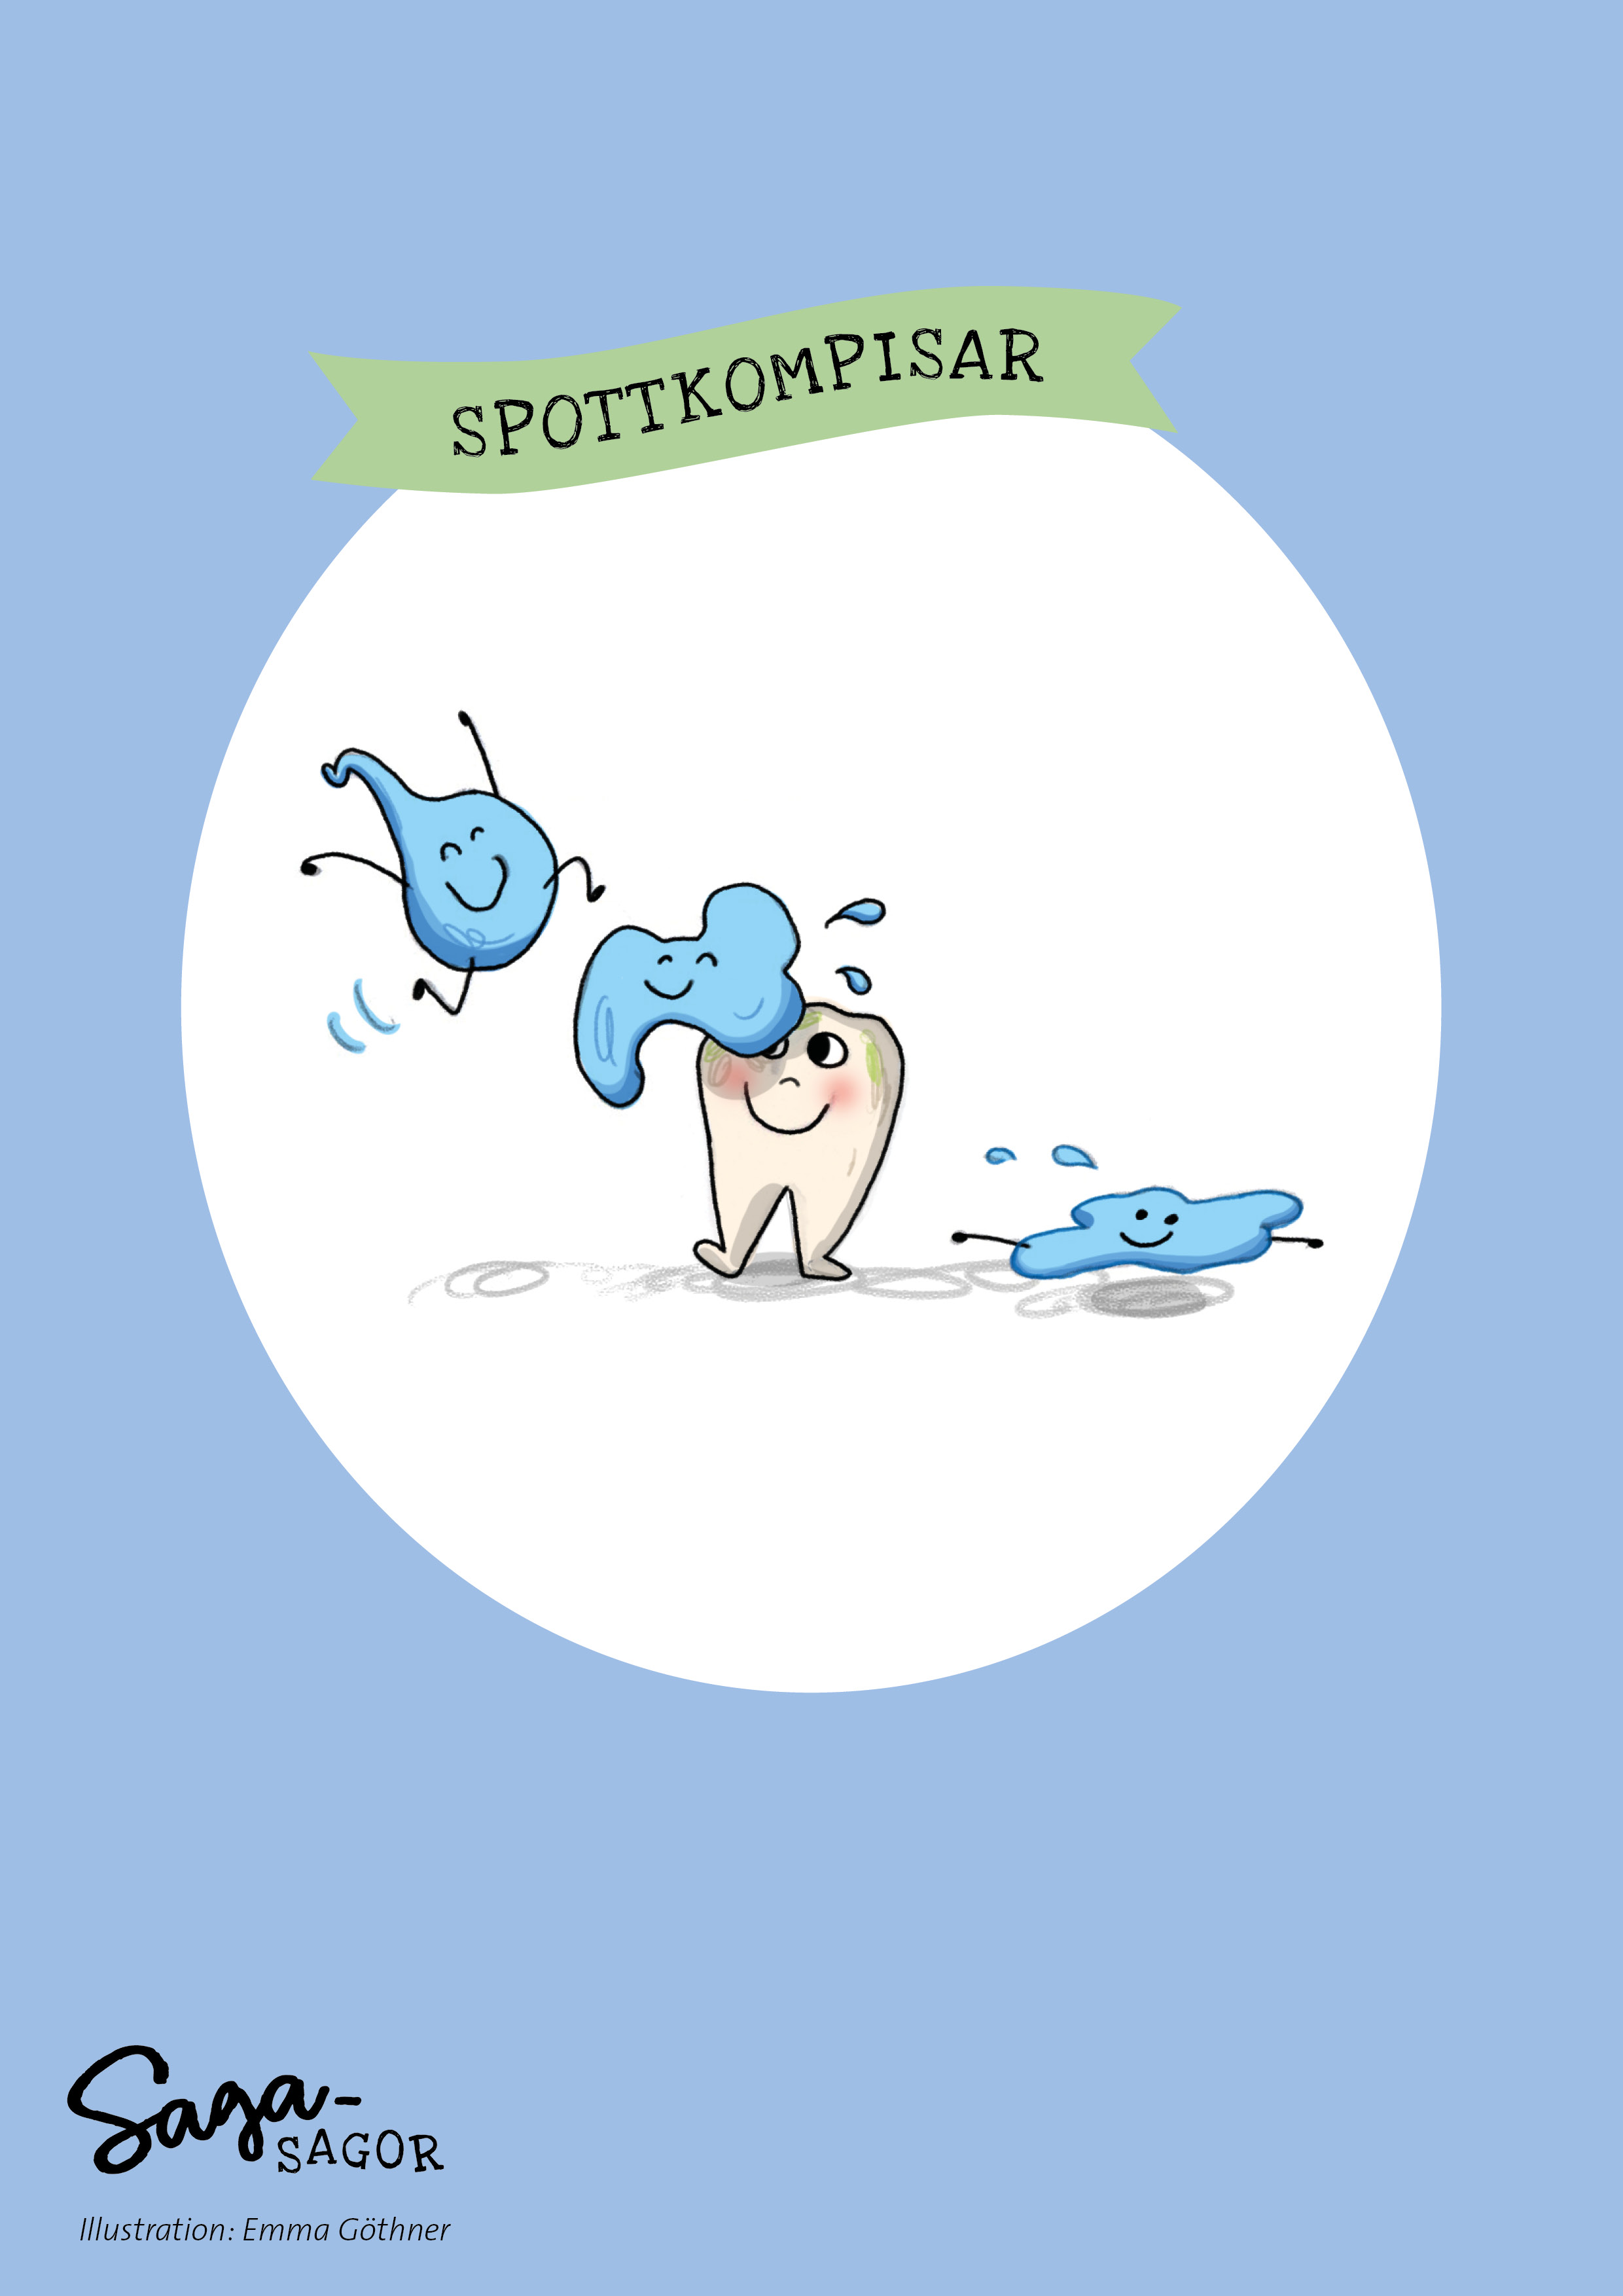 SPOTTKOMPISAR
Saga-
SAGOR
Illustration: Emma Göthner